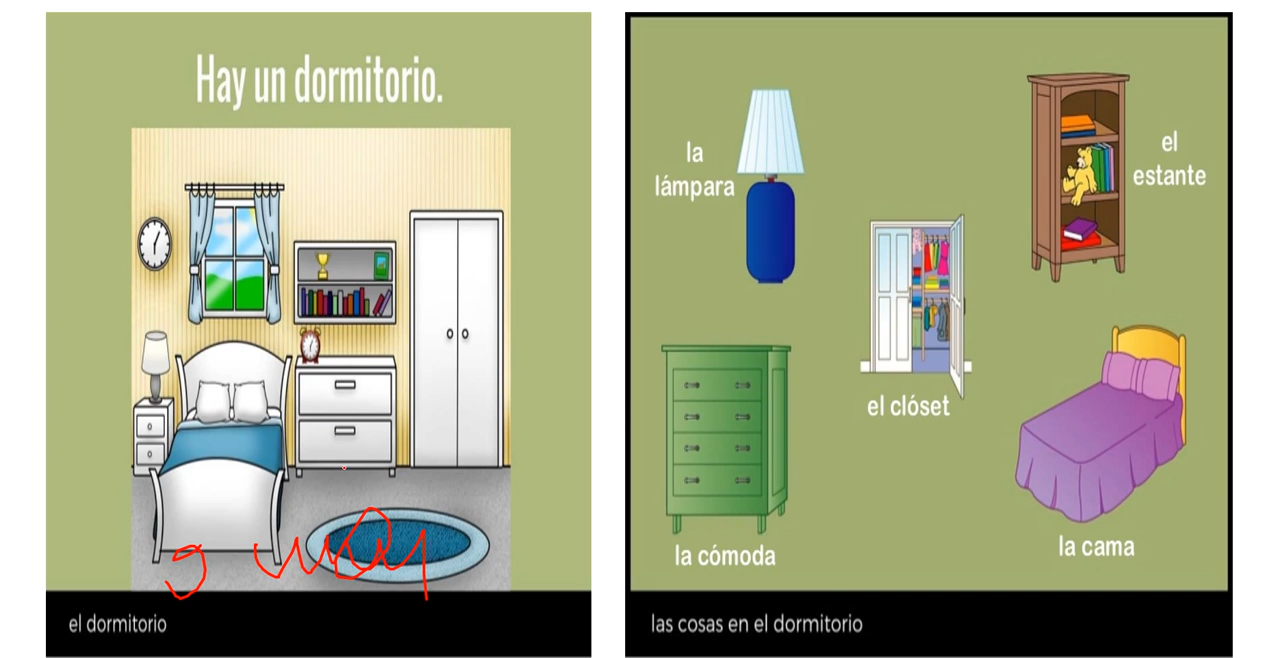 Hay un dormitorio.
el dormitorio
la
lámpara
el
estante
el clóset
la cómoda
la cama
las cosas en el dormitorio